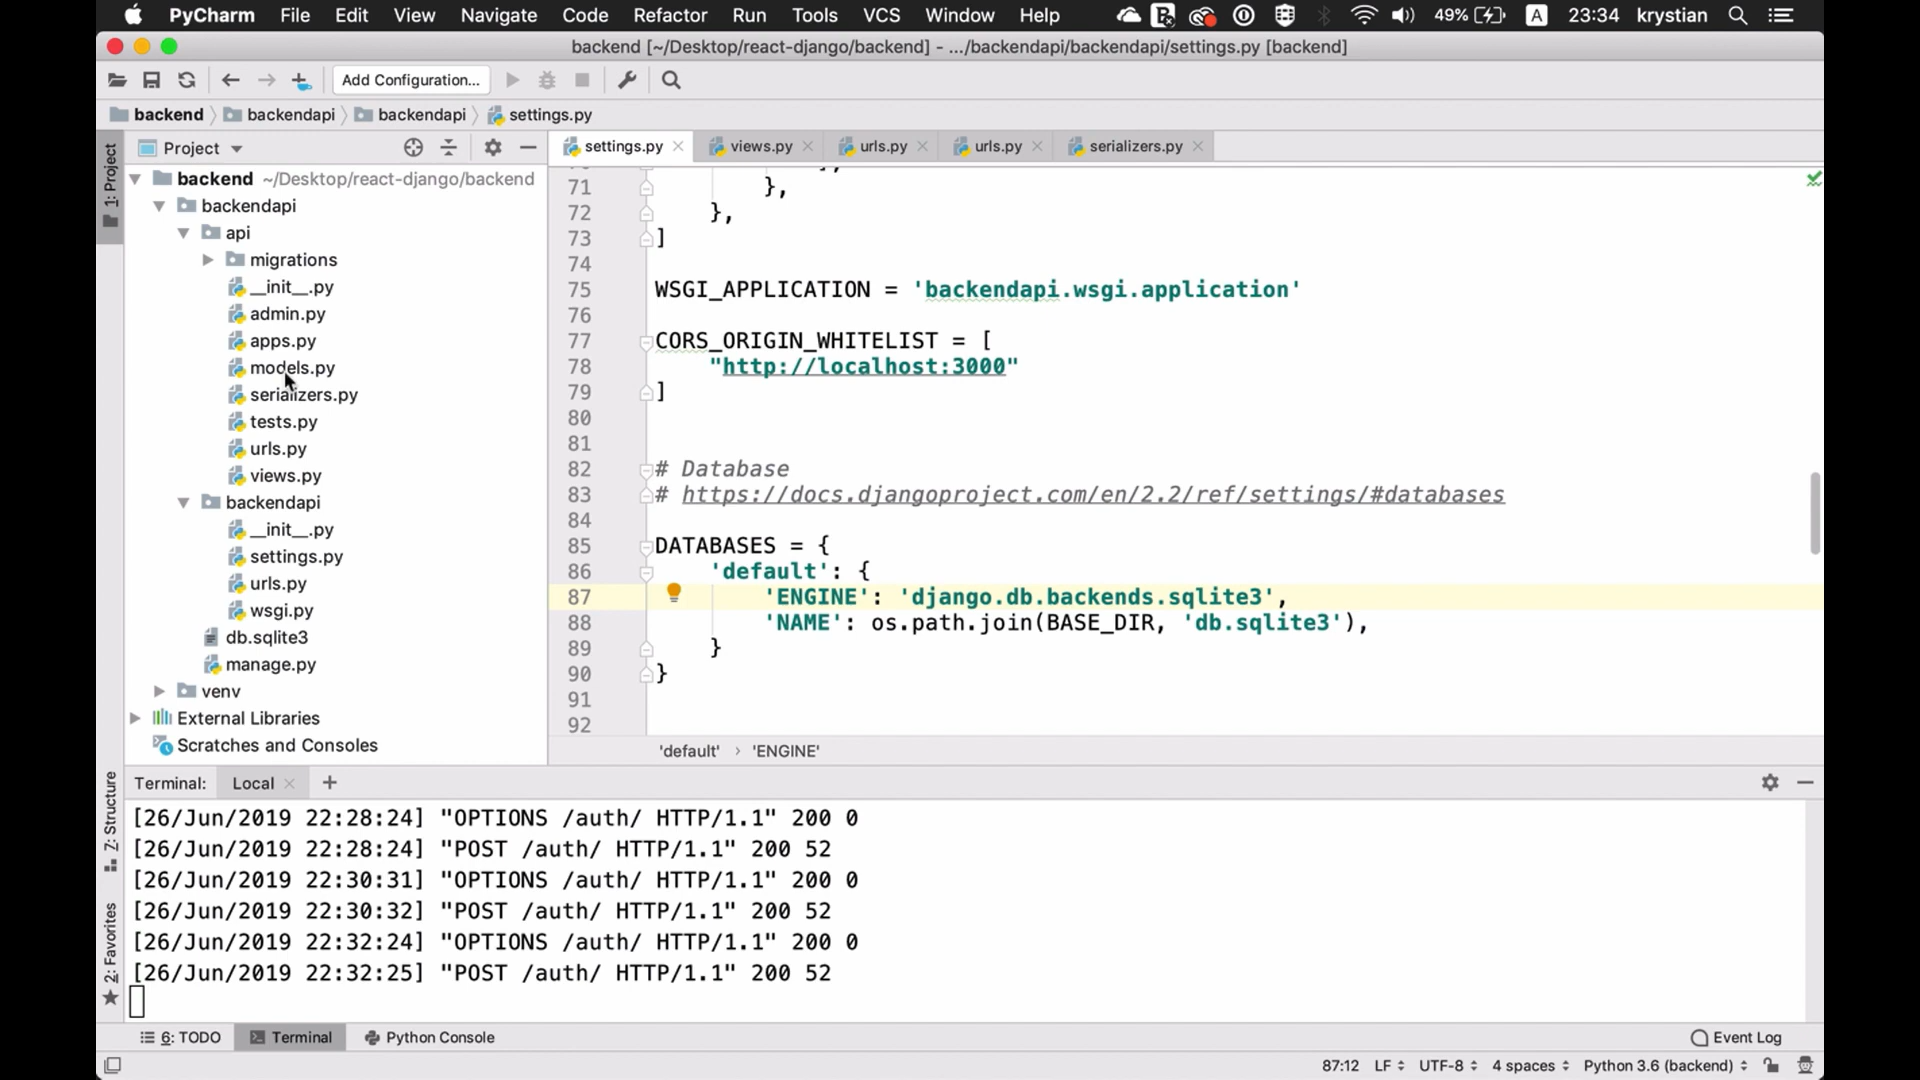 PyCharm File Edit View Navigate Code Refactor Run Tools VCS Window Help 49% A 23:34 krystian
backend [~/Desktop/react-django/backend] - .../backendapi/backendapi/settings.py [backend]
Add Configuration...
backend backendapi backendapi settings.py
Project settings.py views.py urls.py urls.py serializers.py
1: Project
backend ~/Desktop/react-django/backend
backendapi
api
migrations
__init__.py
admin.py
apps.py
models.py
serializers.py
tests.py
urls.py
views.py
backendapi
__init__.py
settings.py
urls.py
wsgi.py
db.sqlite3
manage.py
venv
External Libraries
Scratches and Consoles
71 },
72 },
73 ]
74
75 WSGI_APPLICATION = 'backendapi.wsgi.application'
76
77 CORS_ORIGIN_WHITELIST = [
78 "http://localhost:3000"
79 ]
80
81
82 # Database
83 # https://docs.djangoproject.com/en/2.2/ref/settings/#databases
84
85 DATABASES = {
86 'default': {
87 'ENGINE': 'django.db.backends.sqlite3',
88 'NAME': os.path.join(BASE_DIR, 'db.sqlite3'),
89 }
90 }
91
92
'default' › 'ENGINE'
Terminal: Local +
Z: Structure
2: Favorites
[26/Jun/2019 22:28:24] "OPTIONS /auth/ HTTP/1.1" 200 0
[26/Jun/2019 22:28:24] "POST /auth/ HTTP/1.1" 200 52
[26/Jun/2019 22:30:31] "OPTIONS /auth/ HTTP/1.1" 200 0
[26/Jun/2019 22:30:32] "POST /auth/ HTTP/1.1" 200 52
[26/Jun/2019 22:32:24] "OPTIONS /auth/ HTTP/1.1" 200 0
[26/Jun/2019 22:32:25] "POST /auth/ HTTP/1.1" 200 52
6: TODO Terminal Python Console Event Log
87:12 LF UTF-8 4 spaces Python 3.6 (backend)